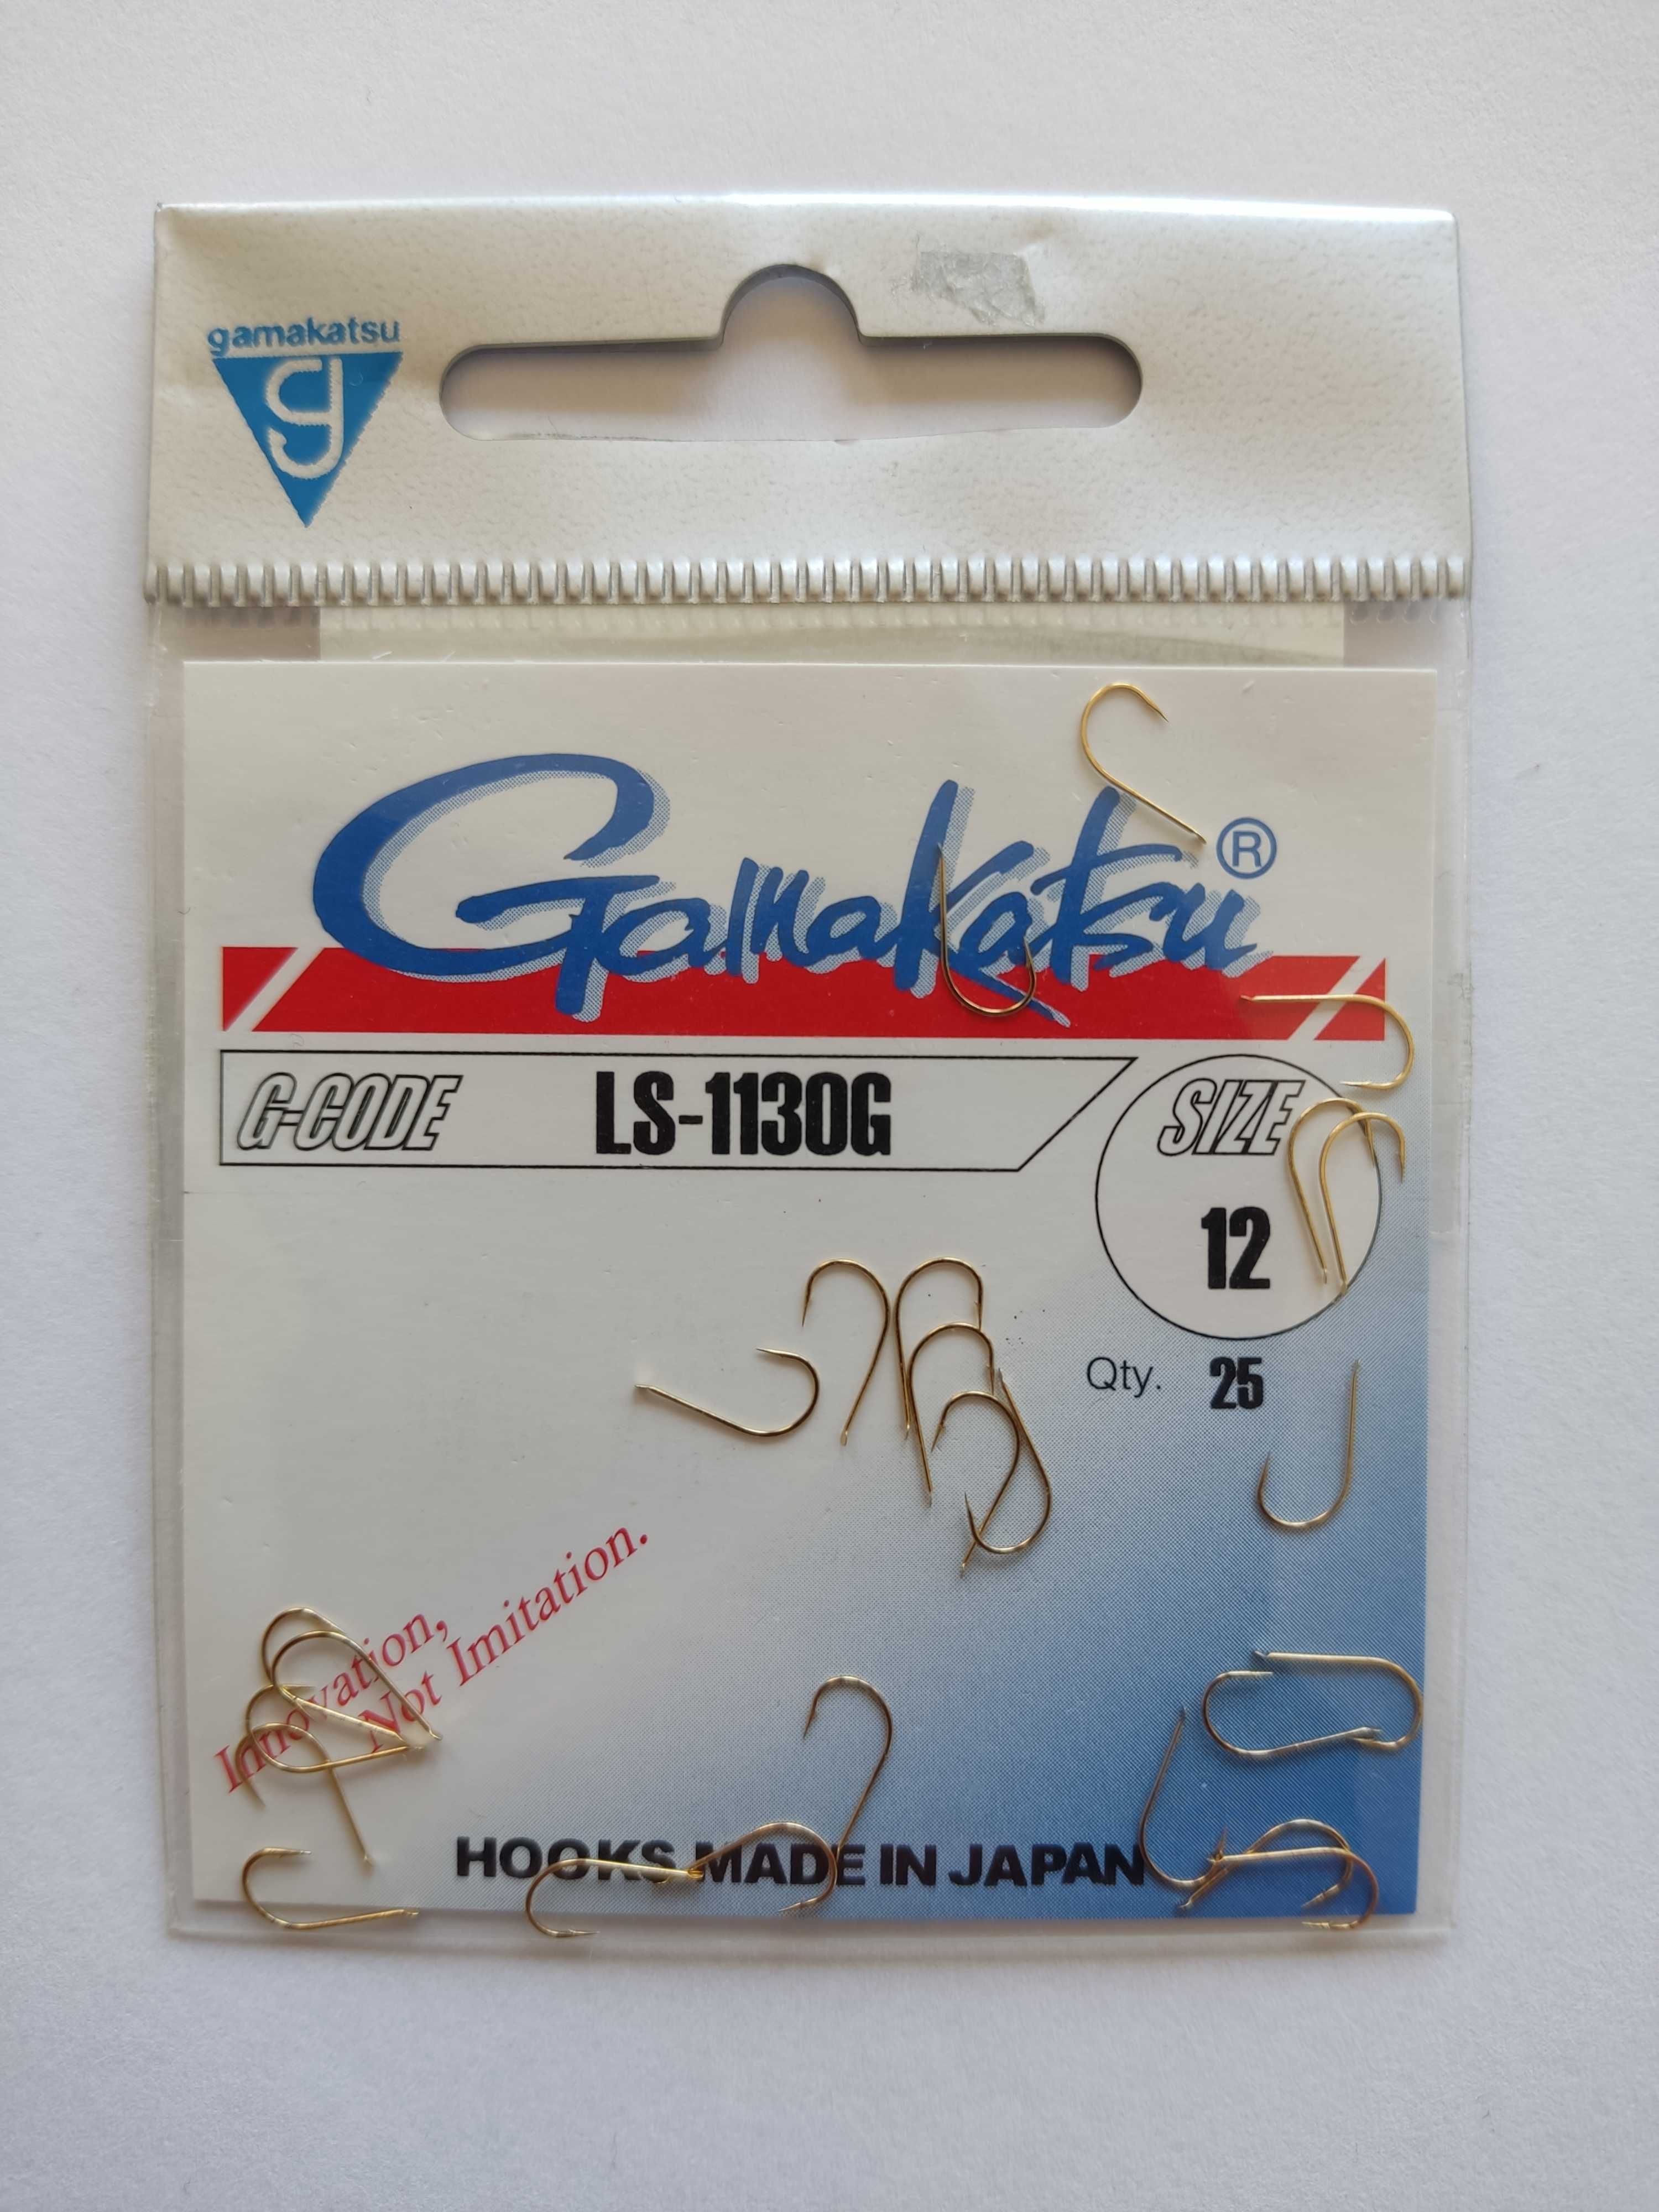 gamakatsu
g
Gamakatsu®
G-CODE LS-1130G
SIZE
12
Qty. 25
Innovation,
Not Imitation.
HOOKS MADE IN JAPAN